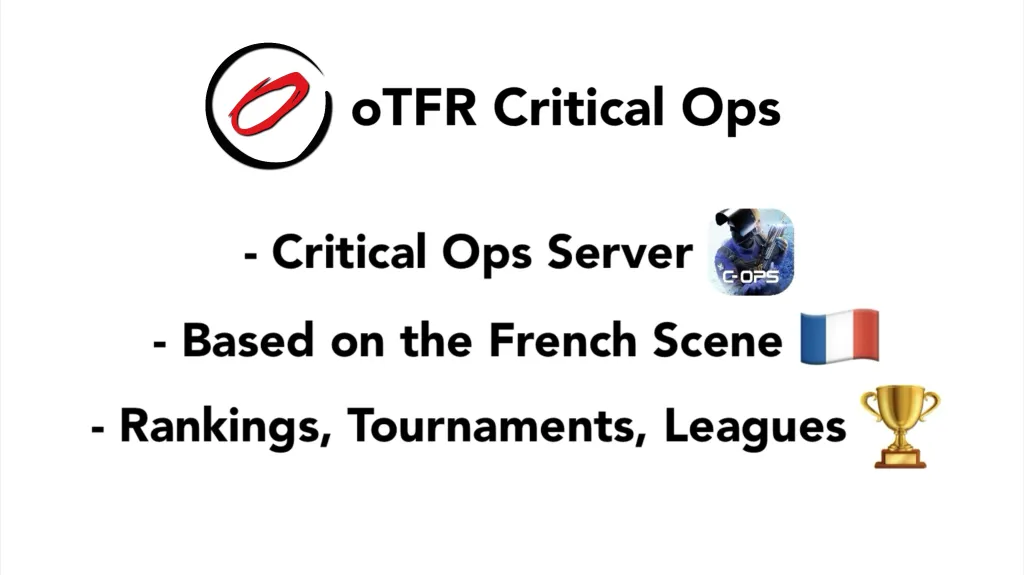 oTFR Critical Ops
- Critical Ops Server
C-OPS
- Based on the French Scene
- Rankings, Tournaments, Leagues